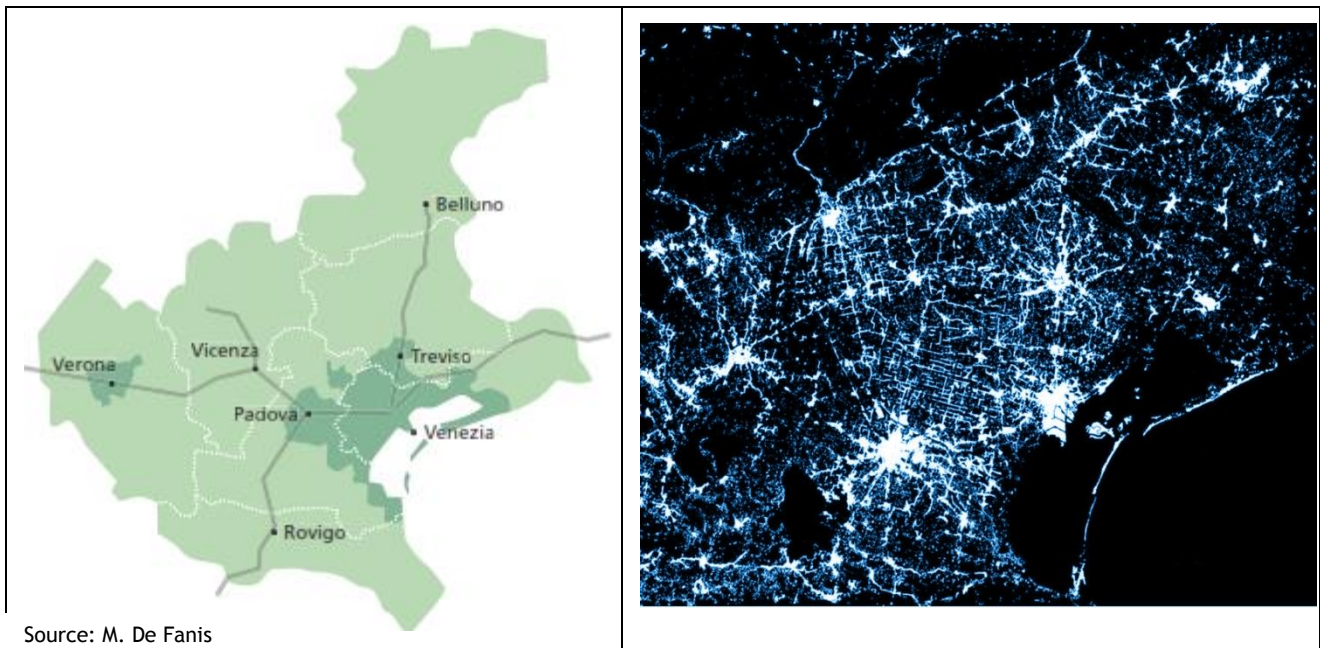 Belluno
Vicenza
Treviso
Verona
Padova
Venezia
Rovigo
Source: M. De Fanis